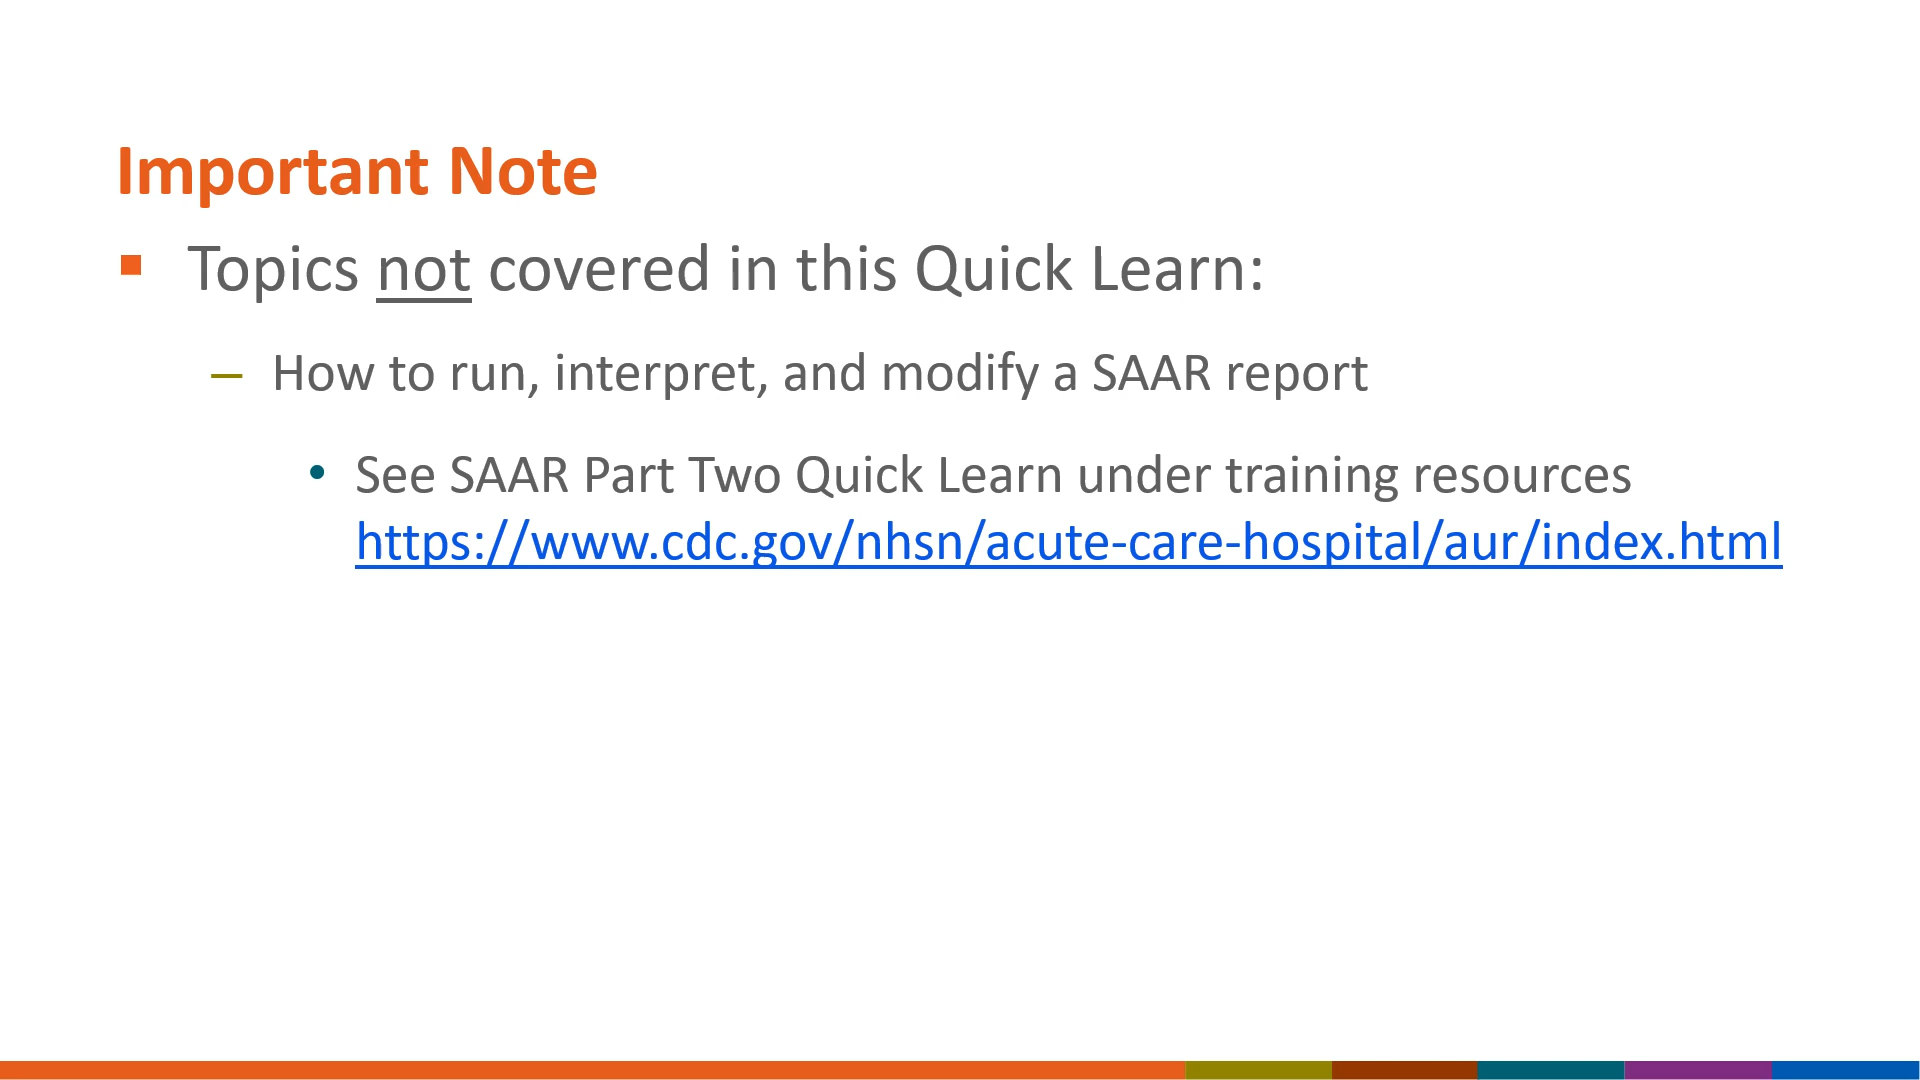 Important Note
▪ Topics not covered in this Quick Learn:
– How to run, interpret, and modify a SAAR report
• See SAAR Part Two Quick Learn under training resources
https://www.cdc.gov/nhsn/acute-care-hospital/aur/index.html